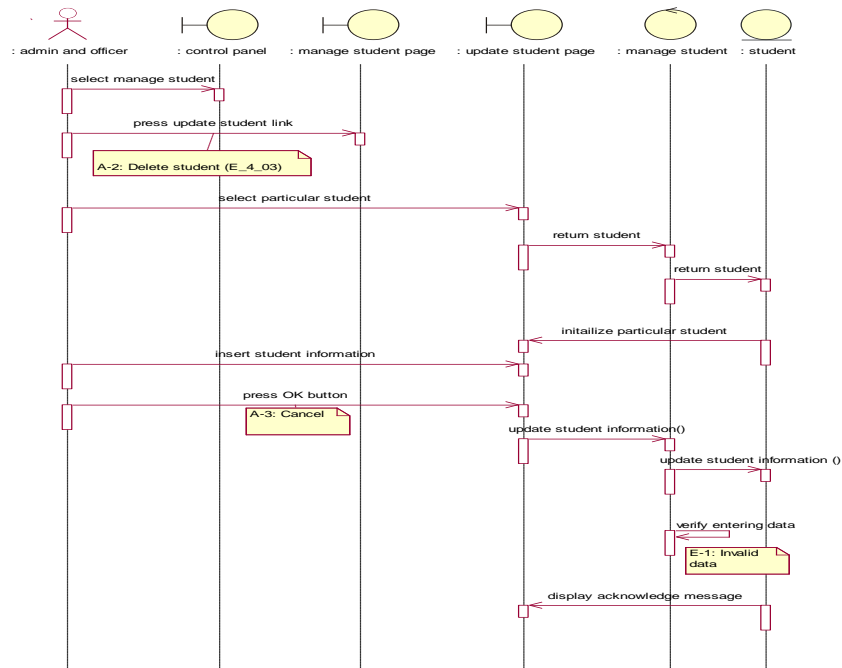 : admin and officer
: control panel
: manage student page
: update student page
: manage student
: student
select manage student
press update student link
A-2: Delete student (E_4_03)
select particular student
return student
return student
initailize particular student
insert student information
press OK button
A-3: Cancel
update student information()
update student information ()
verify entering data
E-1: Invalid
data
display acknowledge message